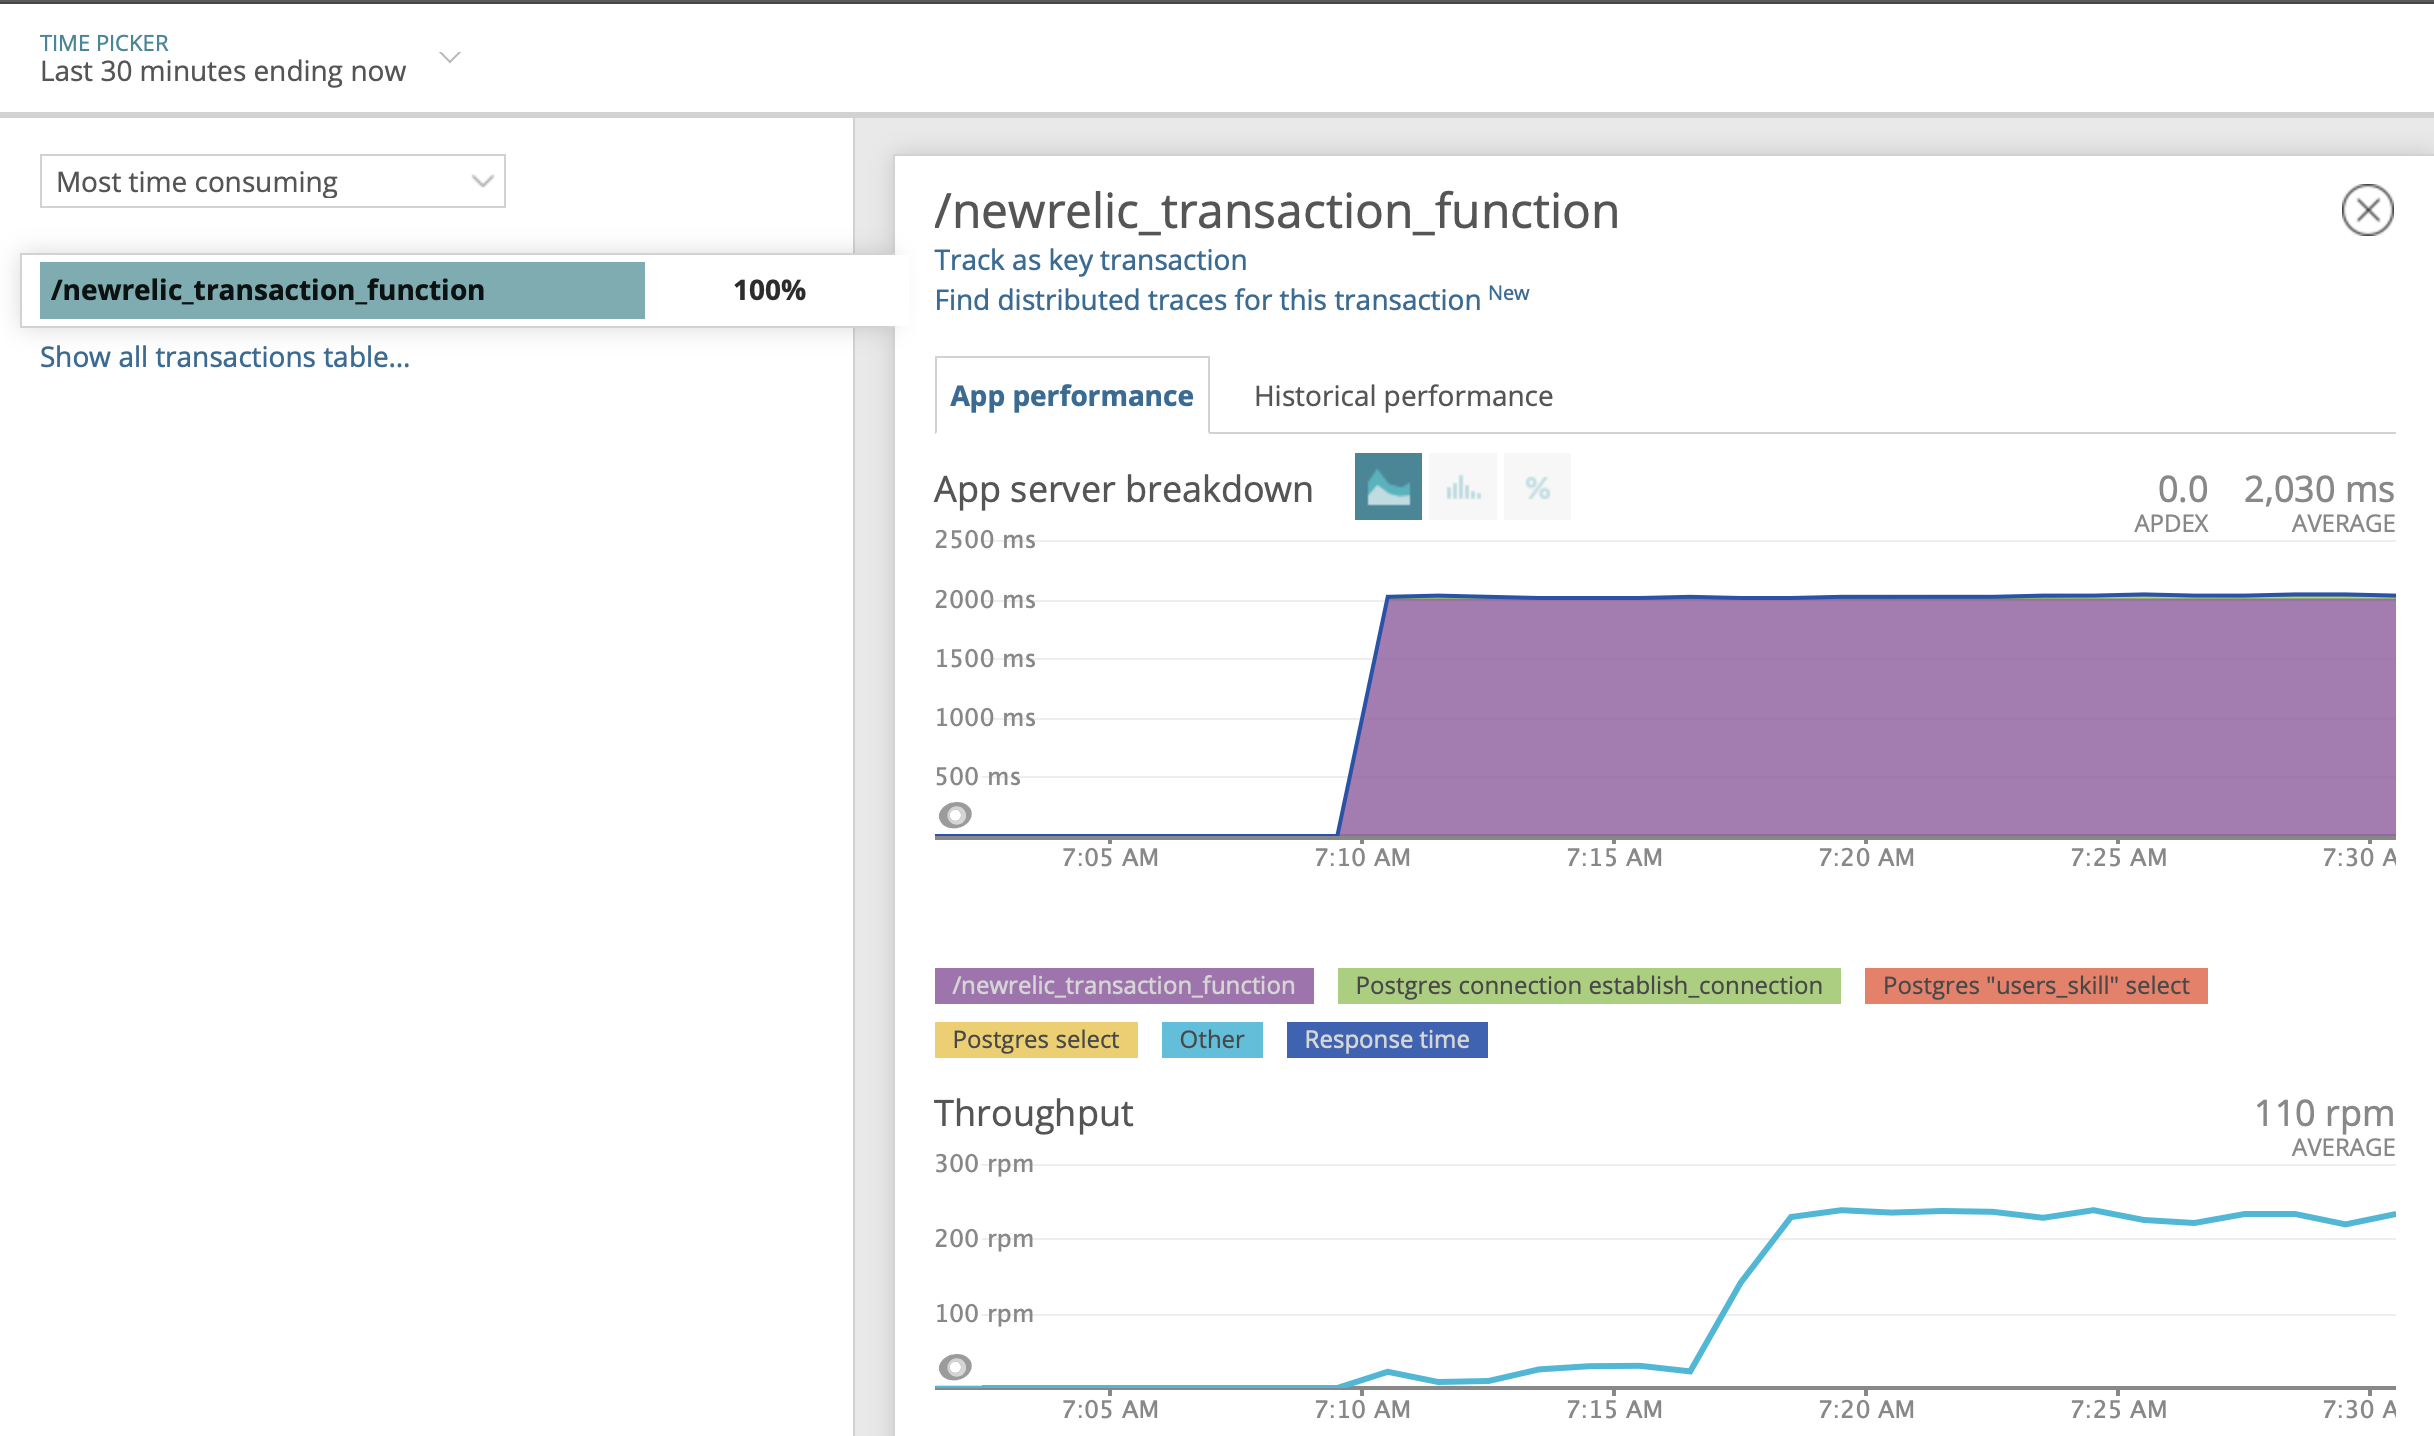 TIME PICKER
Last 30 minutes ending now
Most time consuming
/newrelic_transaction_function 100%
Show all transactions table...
/newrelic_transaction_function
Track as key transaction
Find distributed traces for this transaction New
App performance Historical performance
App server breakdown % 0.0 2,030 ms
APDEX AVERAGE
2500 ms
2000 ms
1500 ms
1000 ms
500 ms
7:05 AM 7:10 AM 7:15 AM 7:20 AM 7:25 AM 7:30 A
/newrelic_transaction_function Postgres connection establish_connection Postgres "users_skill" select
Postgres select Other Response time
Throughput 110 rpm
AVERAGE
300 rpm
200 rpm
100 rpm
7:05 AM 7:10 AM 7:15 AM 7:20 AM 7:25 AM 7:30 A